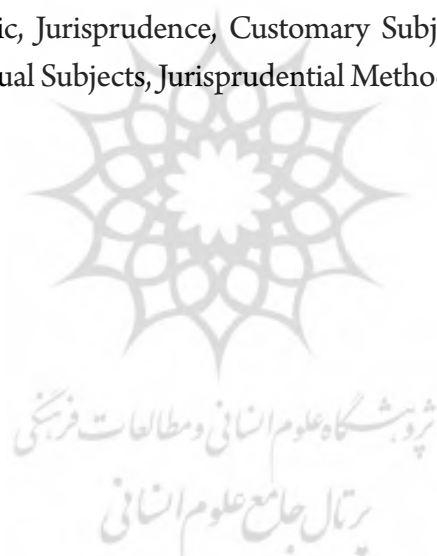 ic, Jurisprudence, Customary Subj
ual Subjects, Jurisprudential Metho
پژوهشگاه علوم انسانی و مطالعات فرهنگی
پرتال جامع علوم انسانی